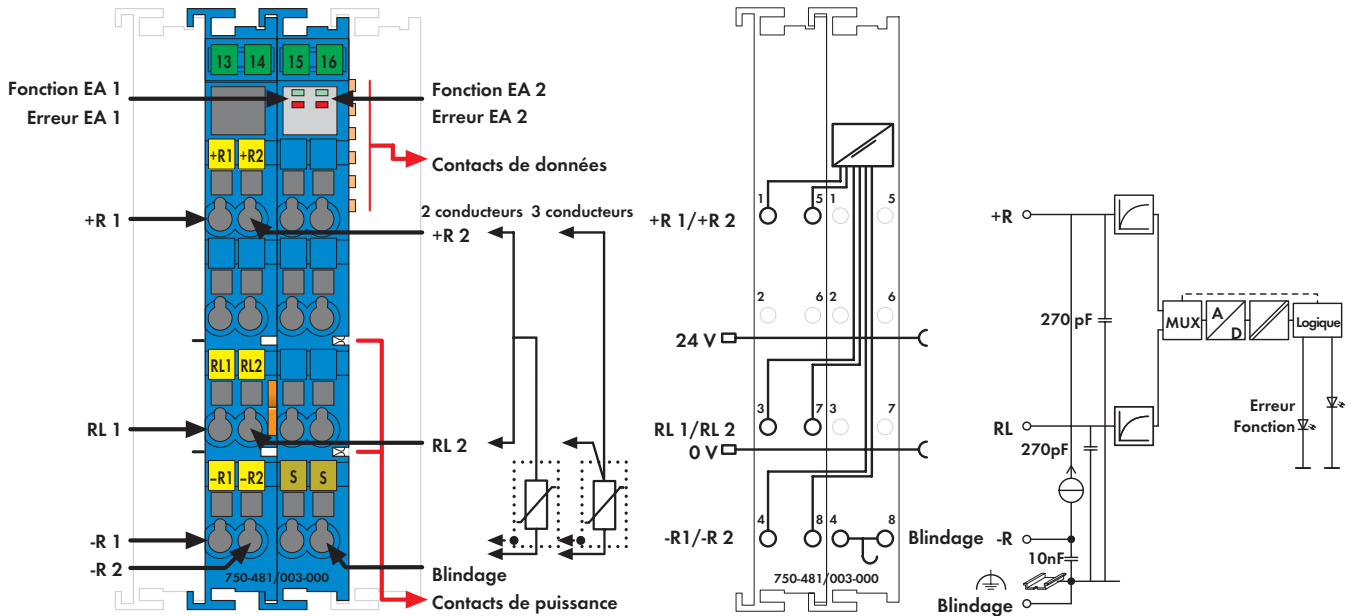 13 14 15 16
Fonction EA 1
Erreur EA 1
Fonction EA 2
Erreur EA 2
+R1 +R2
Contacts de données
+R 1
2 conducteurs 3 conducteurs
+R 2
RL1 RL2
RL 1
RL 2
-R1 -R2 S S
-R 1
-R 2
750-481/003-000
Blindage
Contacts de puissance
1 5 1 5
+R 1/+R 2
2 6 2 6
24 V
3 7 3 7
RL 1/RL 2
0 V
4 8 4 8
-R1/-R 2
750-481/003-000
+R
270 pF
MUX
A
D
Logique
RL
270pF
Erreur
Fonction
Blindage -R
10nF
Blindage